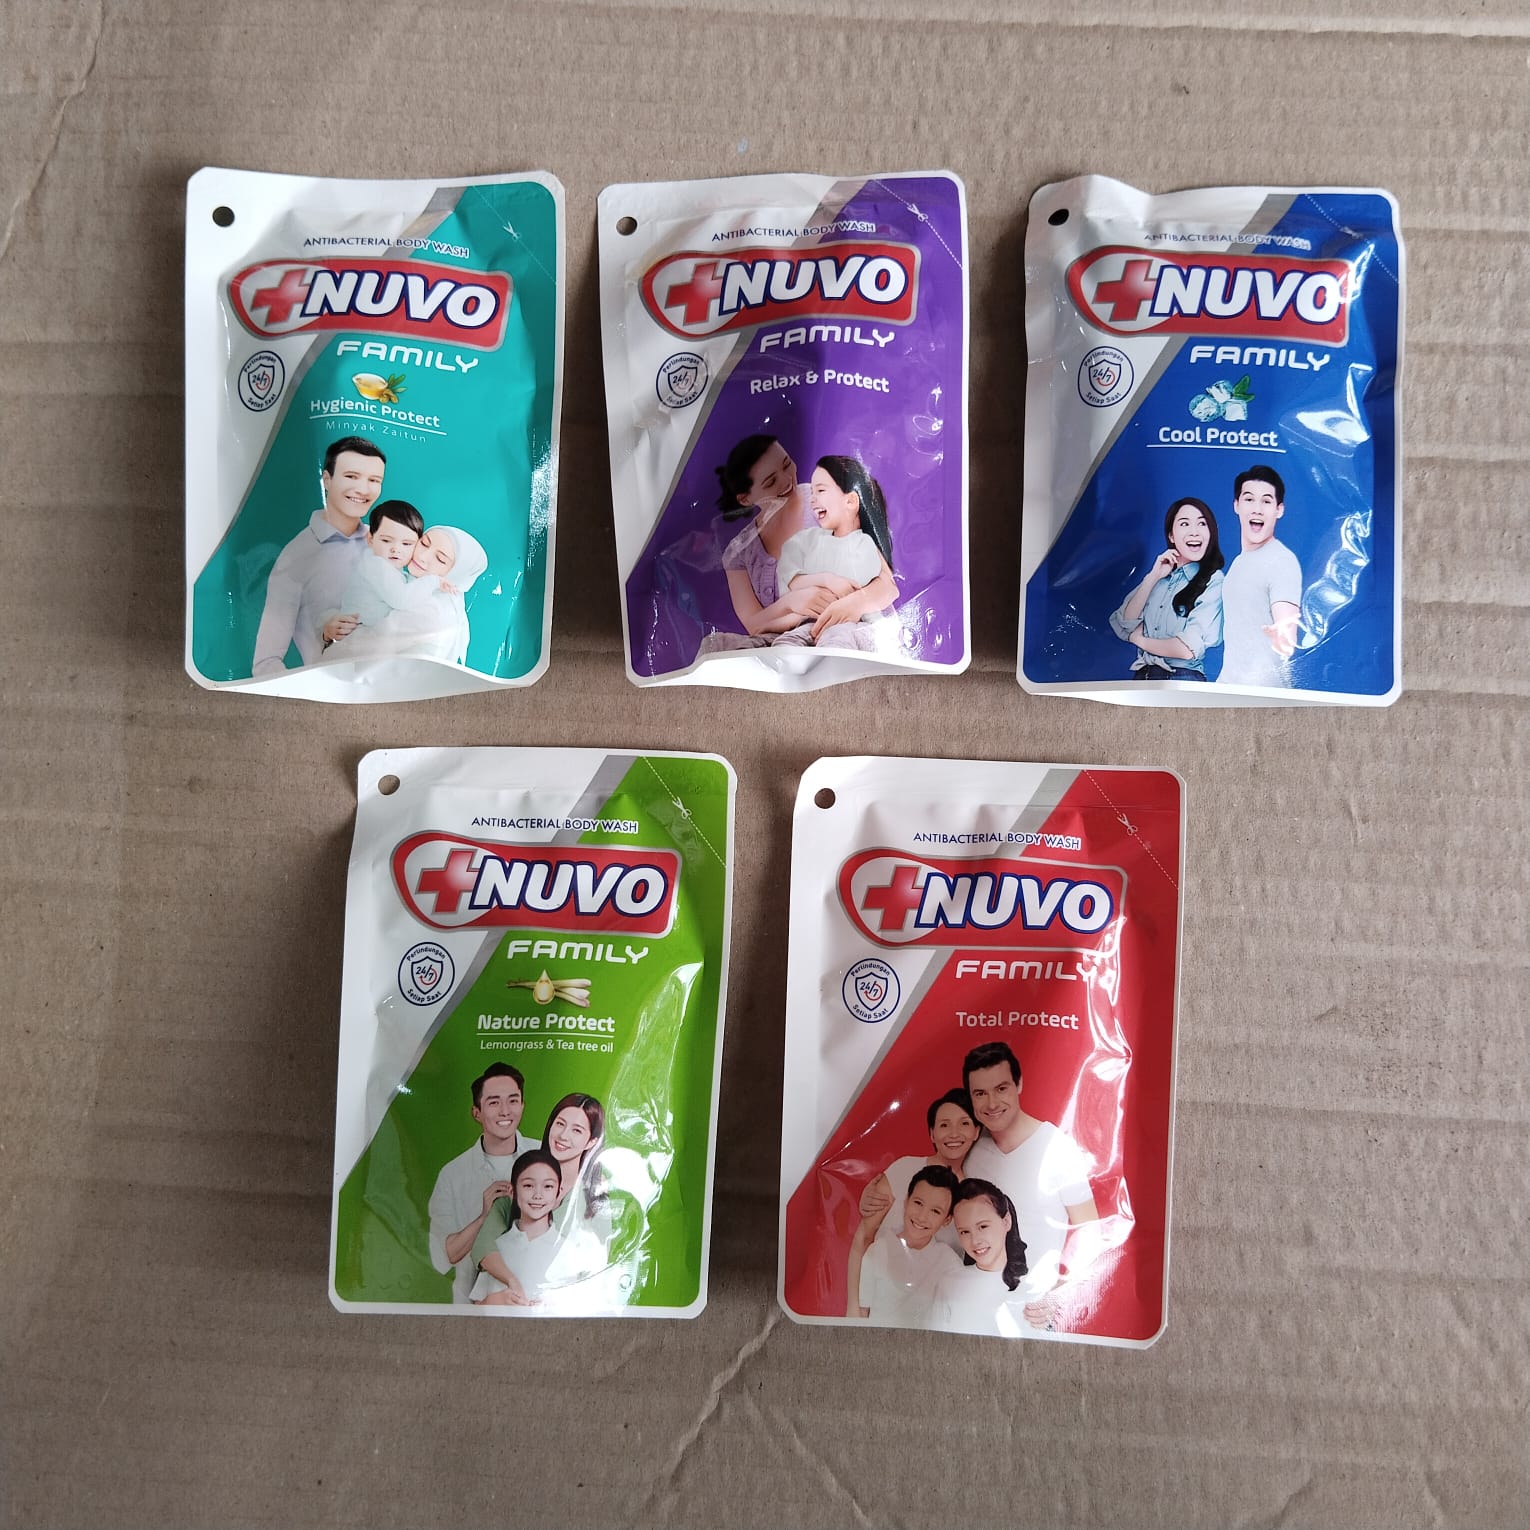 ANTIBACTERIAL BODY WASH
NUVO
FAMILY
Perlindungan
24/7
Setiap Saat
Hygienic Protect
Minyak Zaitun
ANTIBACTERIAL BODY WASH
NUVO
FAMILY
Perlindungan
24/7
Setiap Saat
Relax & Protect
ANTIBACTERIAL BODY WASH
NUVO
FAMILY
Perlindungan
24/7
Setiap Saat
Cool Protect
ANTIBACTERIAL BODY WASH
NUVO
FAMILY
Perlindungan
24/7
Setiap Saat
Nature Protect
Lemongrass & Tea tree oil
ANTIBACTERIAL BODY WASH
NUVO
FAMILY
Perlindungan
24/7
Setiap Saat
Total Protect